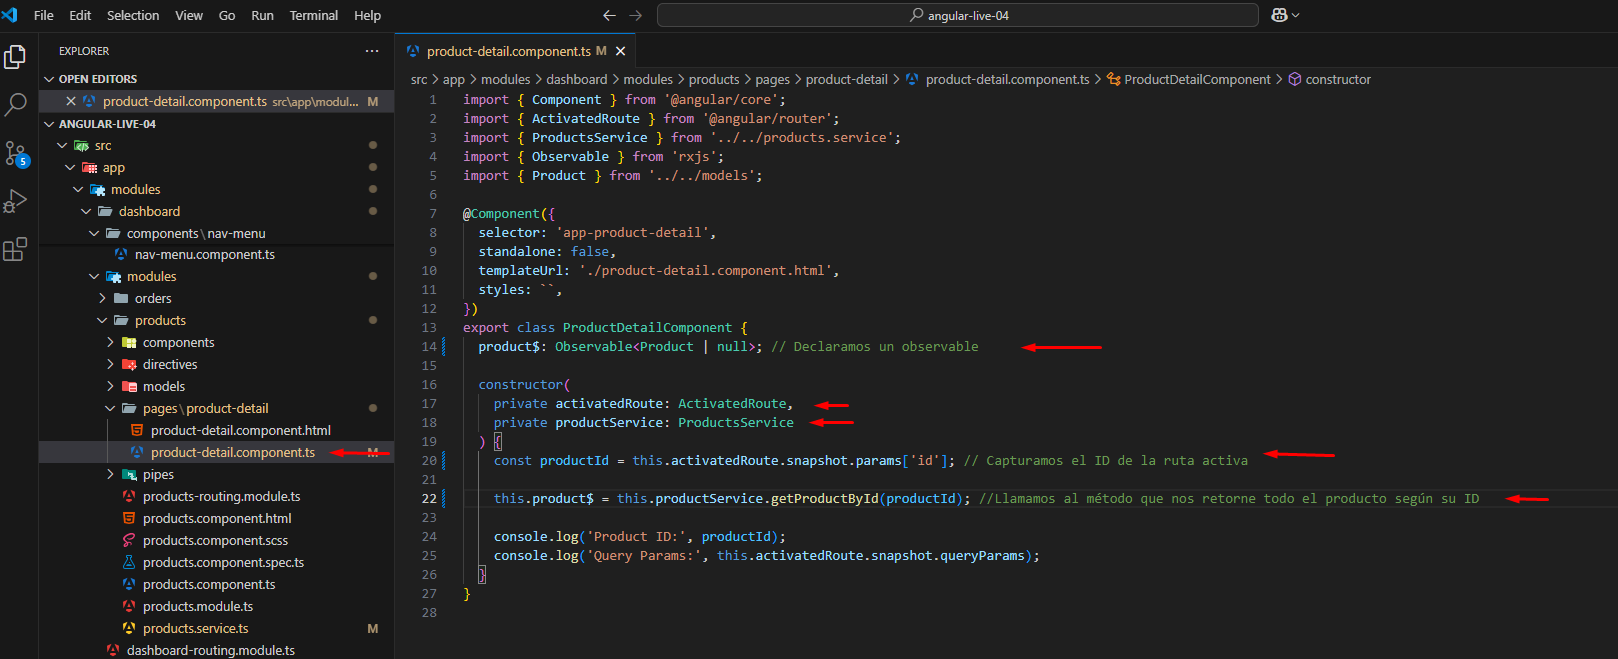 File Edit Selection View Go Run Terminal Help
angular-live-04
EXPLORER
OPEN EDITORS
product-detail.component.ts src\app\modul... M
ANGULAR-LIVE-04
src
app
modules
dashboard
components\nav-menu
nav-menu.component.ts
modules
orders
products
components
directives
models
pages\product-detail
product-detail.component.html
product-detail.component.ts M
pipes
products-routing.module.ts
products.component.html
products.component.scss
products.component.spec.ts
products.component.ts
products.module.ts
products.service.ts M
dashboard-routing.module.ts
5
product-detail.component.ts M
src > app > modules > dashboard > modules > products > pages > product-detail > product-detail.component.ts > ProductDetailComponent > constructor
1 import { Component } from '@angular/core';
2 import { ActivatedRoute } from '@angular/router';
3 import { ProductsService } from '../../products.service';
4 import { Observable } from 'rxjs';
5 import { Product } from '../../models';
6
7 @Component({
8 selector: 'app-product-detail',
9 standalone: false,
10 templateUrl: './product-detail.component.html',
11 styles: ``,
12 })
13 export class ProductDetailComponent {
14 product$: Observable<Product | null>; // Declaramos un observable
15
16 constructor(
17 private activatedRoute: ActivatedRoute,
18 private productService: ProductsService
19 ) {
20 const productId = this.activatedRoute.snapshot.params['id']; // Capturamos el ID de la ruta activa
21
22 this.product$ = this.productService.getProductById(productId); //Llamamos al método que nos retorne todo el producto según su ID
23
24 console.log('Product ID:', productId);
25 console.log('Query Params:', this.activatedRoute.snapshot.queryParams);
26 }
27 }
28